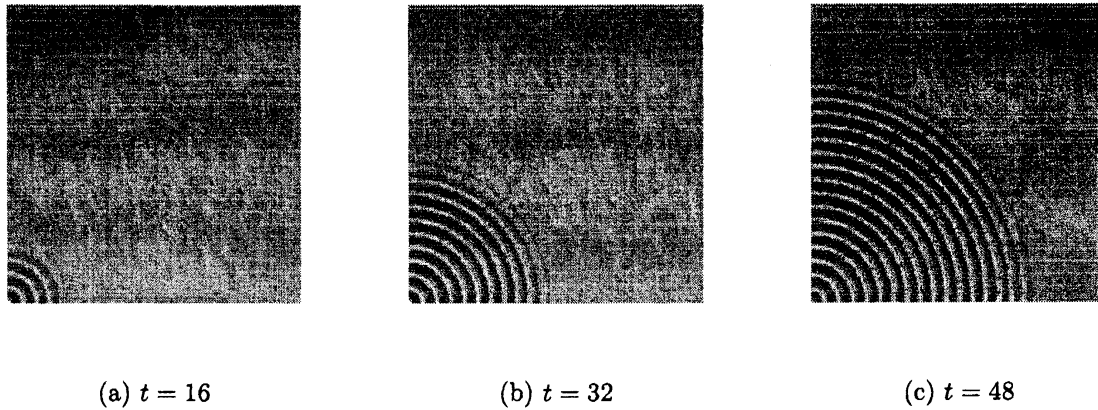 (a) t = 16
(b) t = 32
(c) t = 48